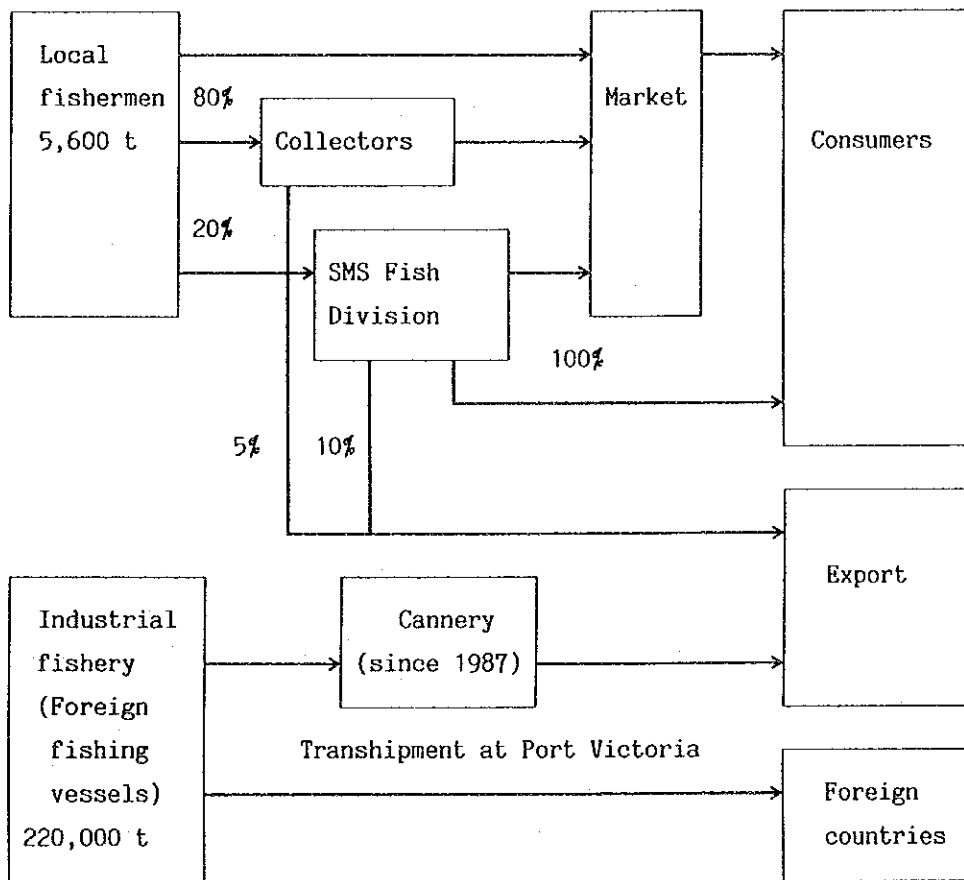 Local
fishermen
5,600 t
80%
Collectors
Market
Consumers
20%
SMS Fish
Division
100%
5%
10%
Export
Industrial
fishery
(Foreign
fishing
vessels)
220,000 t
Cannery
(since 1987)
Transhipment at Port Victoria
Foreign
countries